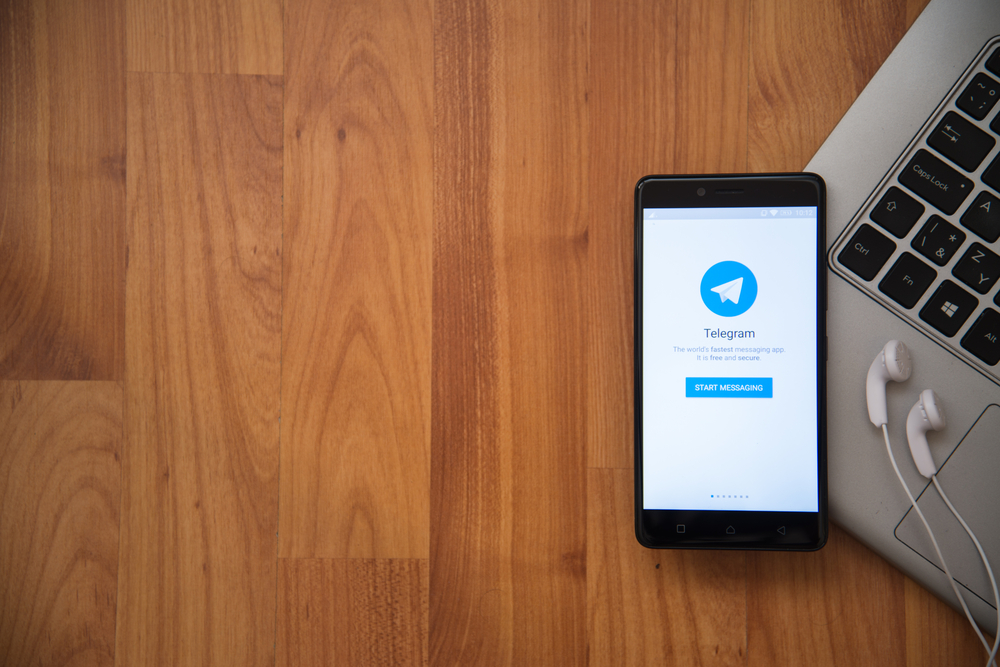 Telegram
The world's fastest messaging app.
It is free and secure.
START MESSAGING
Caps Lock
A
Ctrl
Fn
\ | * &
Z Y
Alt